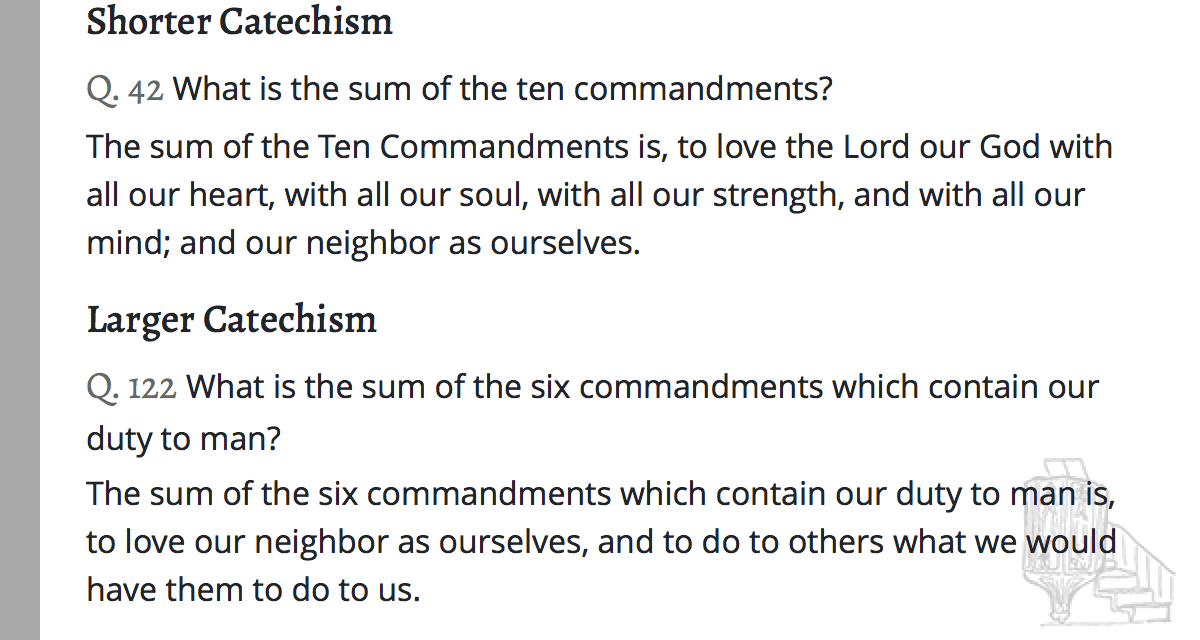 Shorter Catechism
Q. 42 What is the sum of the ten commandments?
The sum of the Ten Commandments is, to love the Lord our God with
all our heart, with all our soul, with all our strength, and with all our
mind; and our neighbor as ourselves.
Larger Catechism
Q. 122 What is the sum of the six commandments which contain our
duty to man?
The sum of the six commandments which contain our duty to man is,
to love our neighbor as ourselves, and to do to others what we would
have them to do to us.